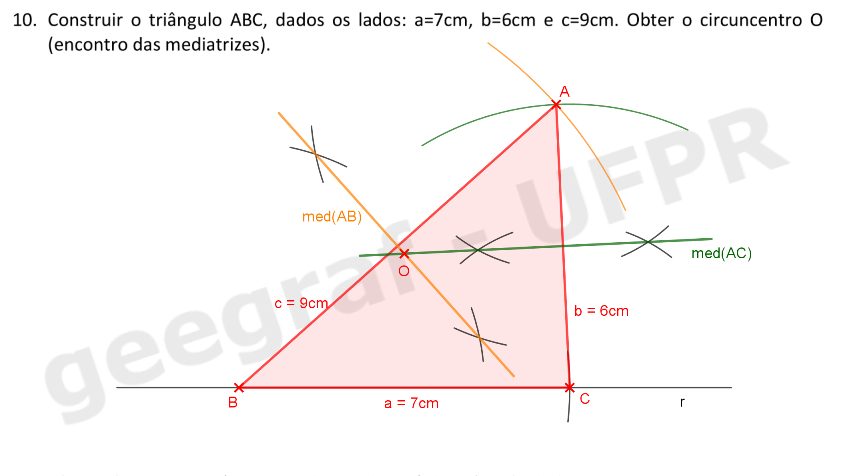 10. Construir o triângulo ABC, dados os lados: a=7cm, b=6cm e c=9cm. Obter o circuncentro O
(encontro das mediatrizes).
A
med(AB)
med(AC)
O
c = 9cm
b = 6cm
B
a = 7cm
C
r
geegraf - UFPR